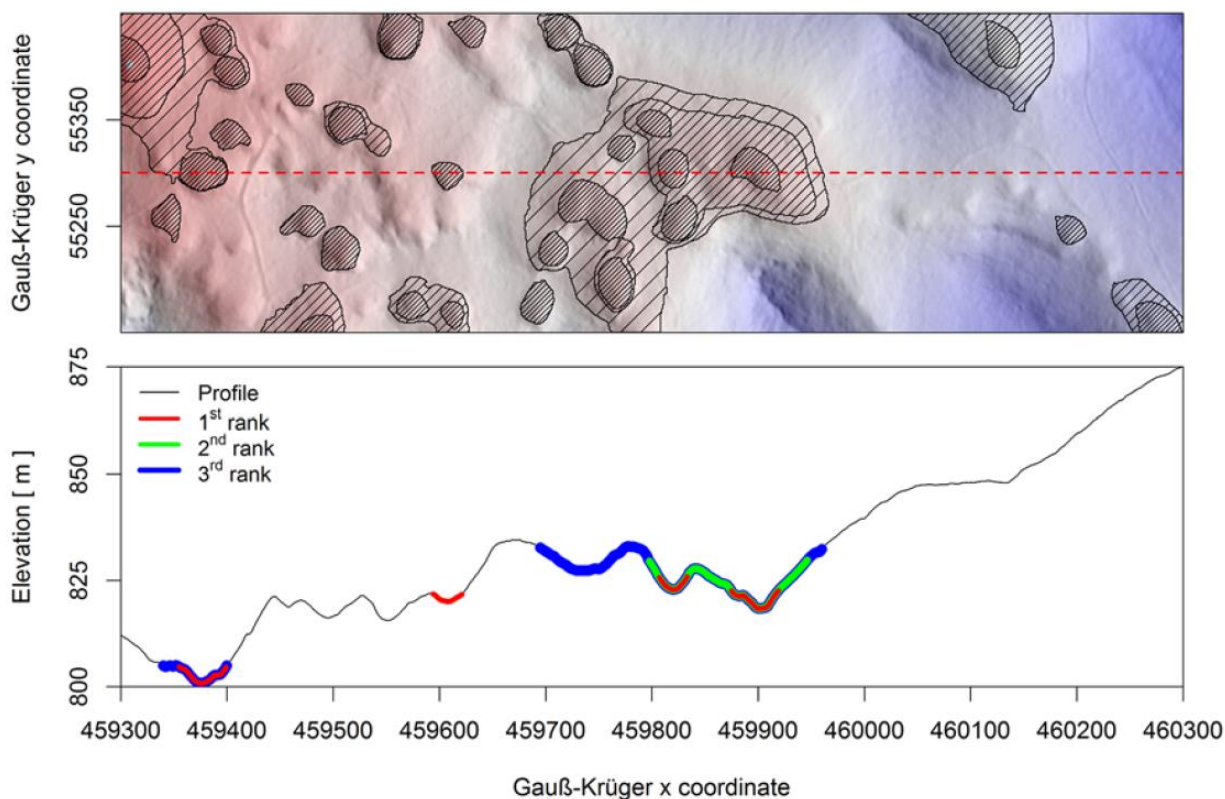 Gauß-Krüger y coordinate
55350
55250
Elevation [ m ]
875
850
825
800
Profile
1st rank
2nd rank
3rd rank
459300 459400 459500 459600 459700 459800 459900 460000 460100 460200 460300
Gauß-Krüger x coordinate